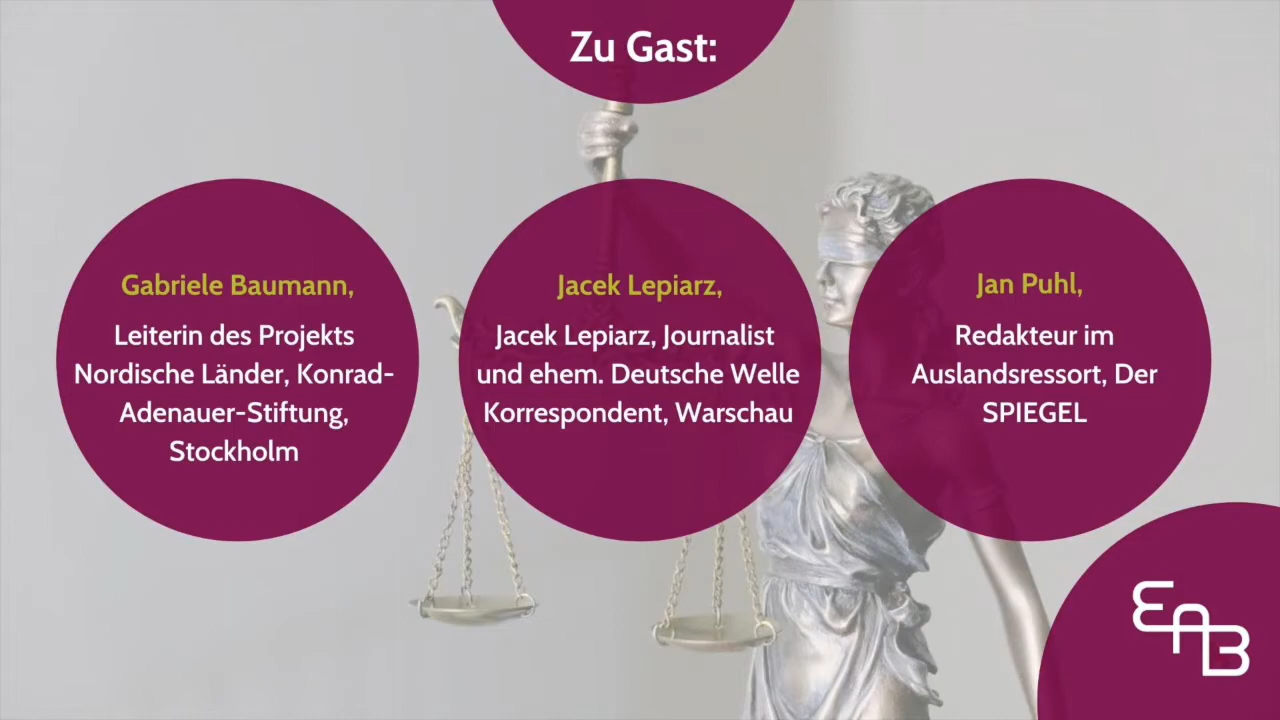 Zu Gast:
Gabriele Baumann,
Leiterin des Projekts
Nordische Länder, Konrad-
Adenauer-Stiftung,
Stockholm
Jacek Lepiarz,
Jacek Lepiarz, Journalist
und ehem. Deutsche Welle
Korrespondent, Warschau
Jan Puhl,
Redakteur im
Auslandsressort, Der
SPIEGEL
EAB